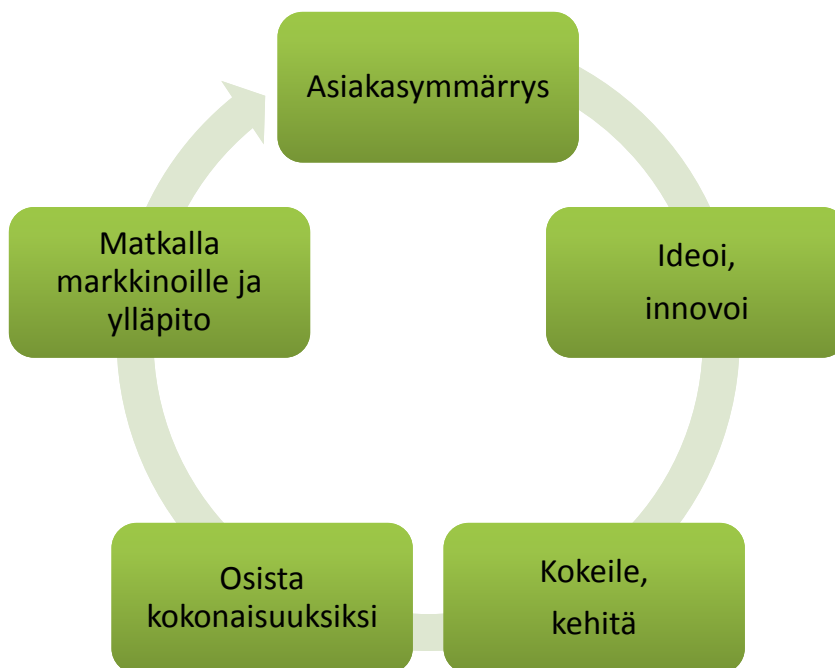 Asiakasymmärrys
Ideoi,
innovoi
Kokeile,
kehitä
Osista
kokonaisuuksiksi
Matkalla
markkinoille ja
ylläpito